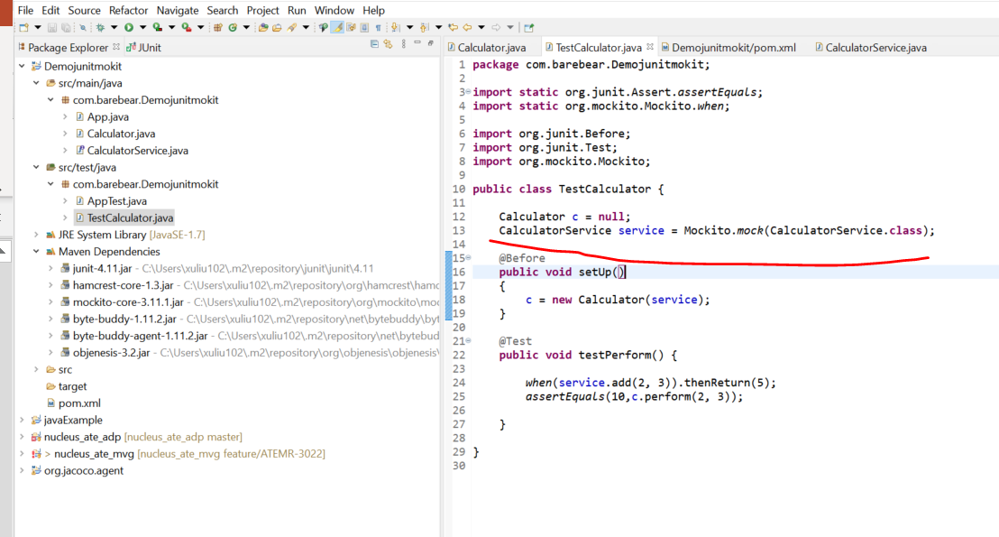 File Edit Source Refactor Navigate Search Project Run Window Help
Package Explorer JUnit
Demojunitmokit
src/main/java
com.barebear.Demojunitmokit
App.java
Calculator.java
CalculatorService.java
src/test/java
com.barebear.Demojunitmokit
AppTest.java
TestCalculator.java
JRE System Library [JavaSE-1.7]
Maven Dependencies
junit-4.11.jar - C:\Users\xuliu102\.m2\repository\junit\junit\4.11
hamcrest-core-1.3.jar - C:\Users\xuliu102\.m2\repository\org\hamcrest\hamc
mockito-core-3.11.1.jar - C:\Users\xuliu102\.m2\repository\org\mockito\moc
byte-buddy-1.11.2.jar - C:\Users\xuliu102\.m2\repository\net\bytebuddy\byt
byte-buddy-agent-1.11.2.jar - C:\Users\xuliu102\.m2\repository\net\bytebud
objenesis-3.2.jar - C:\Users\xuliu102\.m2\repository\org\objenesis\objenesis\
src
target
pom.xml
javaExample
nucleus_ate_adp [nucleus_ate_adp master]
> nucleus_ate_mvg [nucleus_ate_mvg feature/ATEMR-3022]
org.jacoco.agent
Calculator.java TestCalculator.java Demojunitmokit/pom.xml CalculatorService.java
1 package com.barebear.Demojunitmokit;
2
3 import static org.junit.Assert.assertEquals;
4 import static org.mockito.Mockito.when;
5
6 import org.junit.Before;
7 import org.junit.Test;
8 import org.mockito.Mockito;
9
10 public class TestCalculator {
11
12 Calculator c = null;
13 CalculatorService service = Mockito.mock(CalculatorService.class);
14
15 @Before
16 public void setUp()
17 {
18 c = new Calculator(service);
19 }
20
21 @Test
22 public void testPerform() {
23
24 when(service.add(2, 3)).thenReturn(5);
25 assertEquals(10,c.perform(2, 3));
26
27 }
28
29 }
30